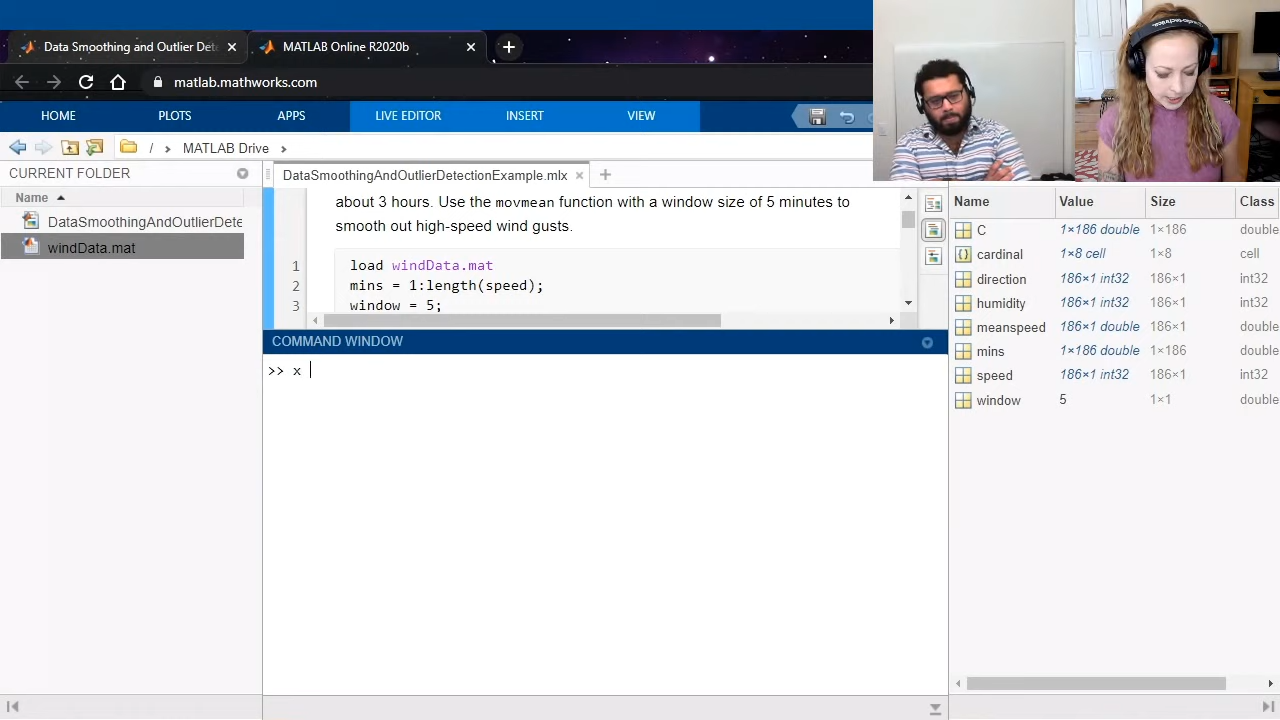 Data Smoothing and Outlier Det
MATLAB Online R2020b
matlab.mathworks.com
HOME PLOTS APPS LIVE EDITOR INSERT VIEW
/ MATLAB Drive
CURRENT FOLDER
Name
DataSmoothingAndOutlierDe
windData.mat
DataSmoothingAndOutlierDetectionExample.mlx
about 3 hours. Use the movmean function with a window size of 5 minutes to
smooth out high-speed wind gusts.
1 load windData.mat
2 mins = 1:length(speed);
3 window = 5;
COMMAND WINDOW
>> x
Name Value Size Class
C 1×186 double 1×186 double
cardinal 1×8 cell 1×8 cell
direction 186×1 int32 186×1 int32
humidity 186×1 int32 186×1 int32
meanspeed 186×1 double 186×1 double
mins 1×186 double 1×186 double
speed 186×1 int32 186×1 int32
window 5 1×1 double